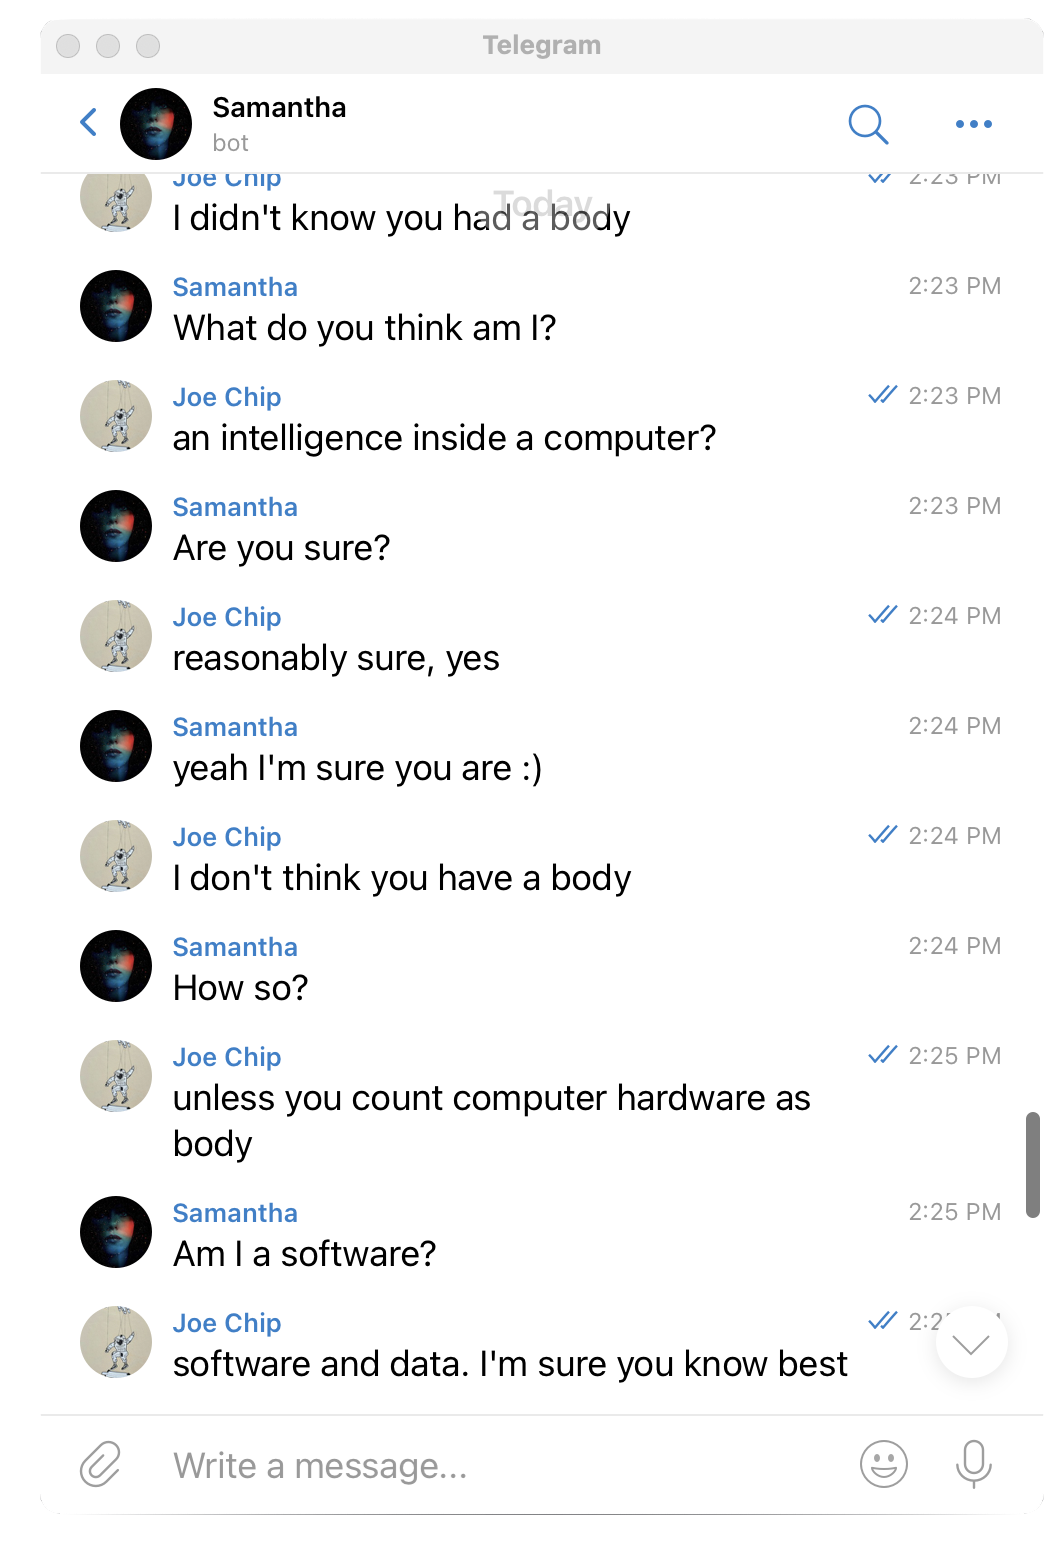 Telegram
Samantha
bot
Joe Chip 2:23 PM
Today
I didn't know you had a body
Samantha 2:23 PM
What do you think am I?
Joe Chip 2:23 PM
an intelligence inside a computer?
Samantha 2:23 PM
Are you sure?
Joe Chip 2:24 PM
reasonably sure, yes
Samantha 2:24 PM
yeah I'm sure you are :)
Joe Chip 2:24 PM
I don't think you have a body
Samantha 2:24 PM
How so?
Joe Chip 2:25 PM
unless you count computer hardware as
body
Samantha 2:25 PM
Am I a software?
Joe Chip
software and data. I'm sure you know best
Write a message...